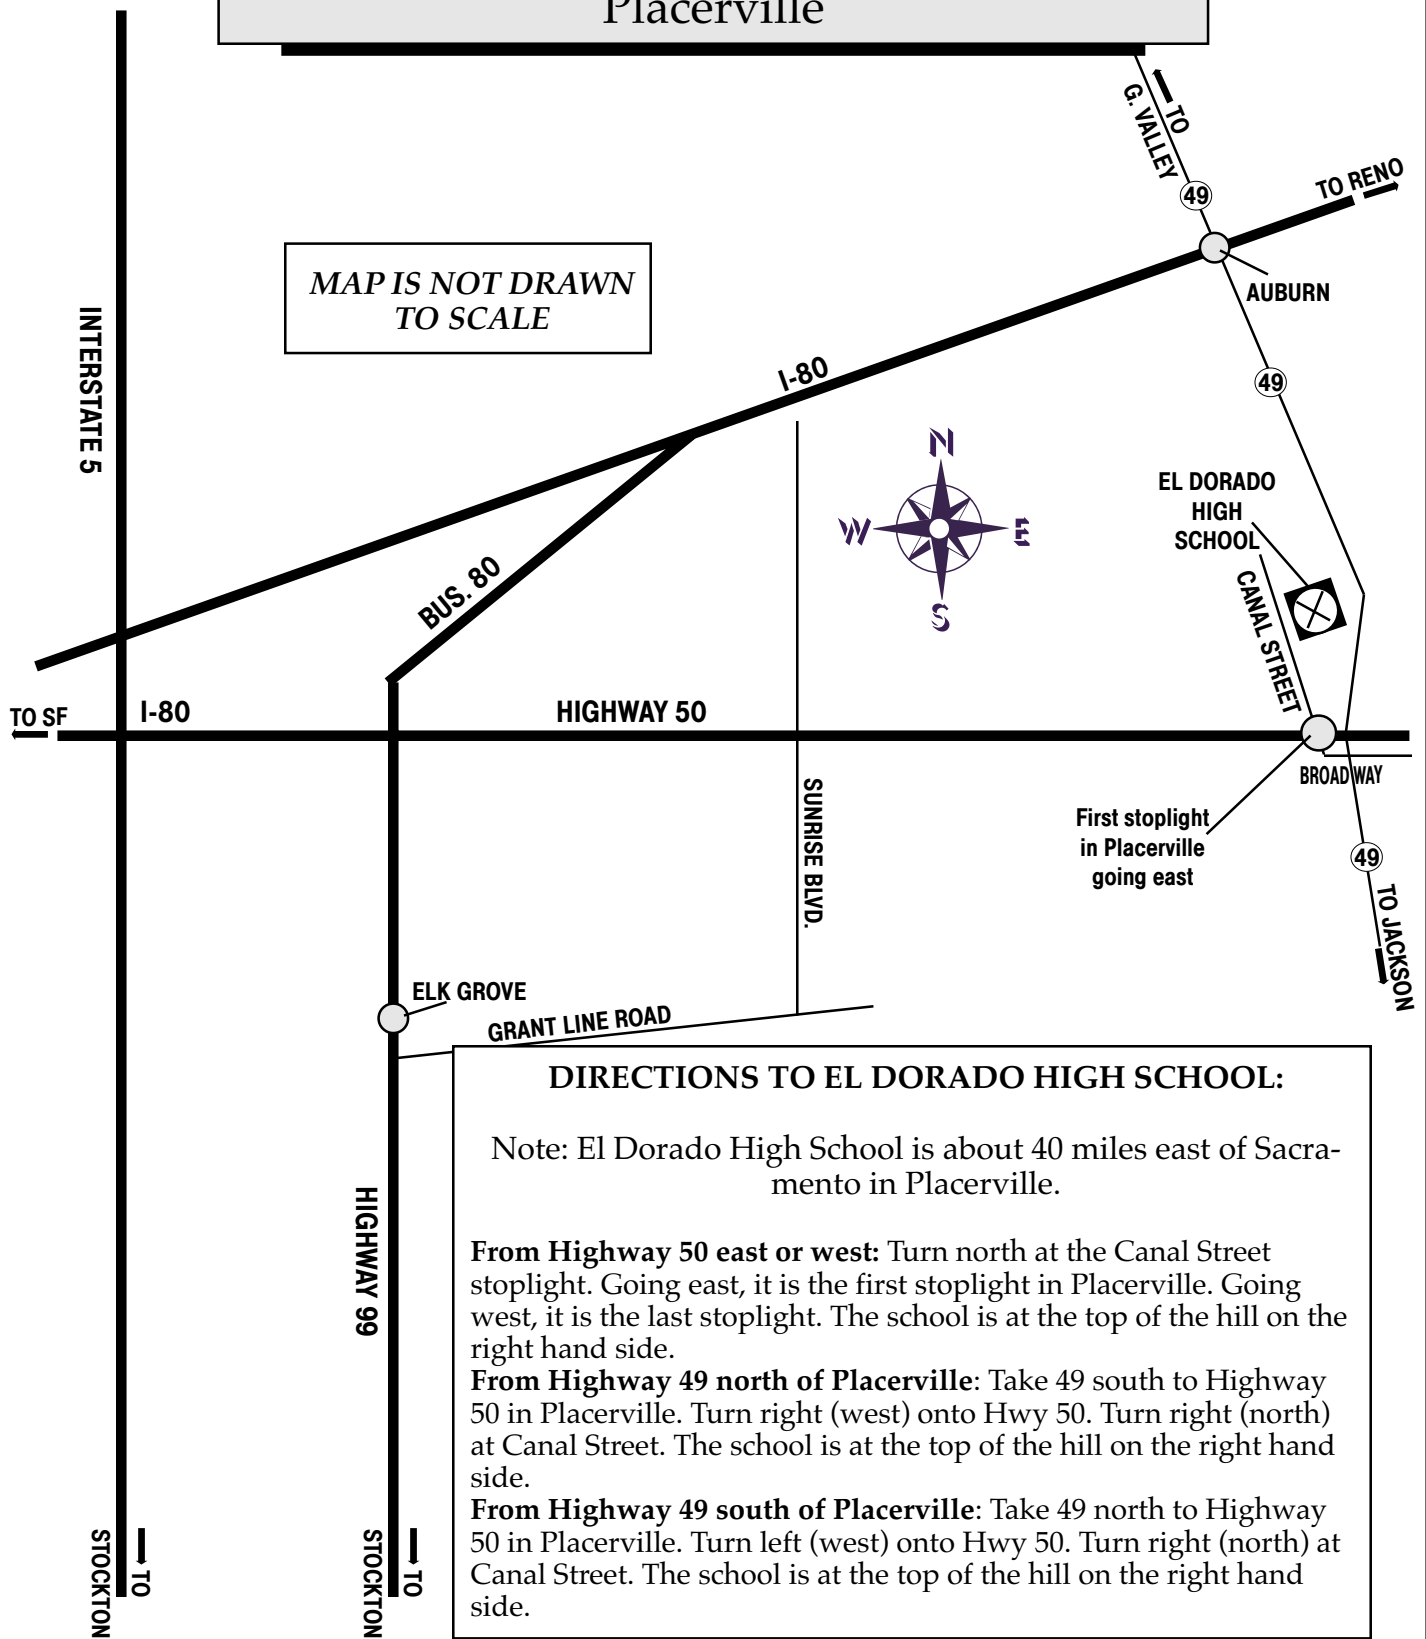 Placerville
TO
G. VALLEY
49
TO RENO
MAP IS NOT DRAWN
TO SCALE
AUBURN
INTERSTATE 5
I-80
49
N
W
E
S
EL DORADO
HIGH
SCHOOL
BUS. 80
CANAL STREET
TO SF
I-80
HIGHWAY 50
BROADWAY
SUNRISE BLVD.
First stoplight
in Placerville
going east
49
TO JACKSON
ELK GROVE
GRANT LINE ROAD
HIGHWAY 99
DIRECTIONS TO EL DORADO HIGH SCHOOL:
Note: El Dorado High School is about 40 miles east of Sacra-
mento in Placerville.
From Highway 50 east or west: Turn north at the Canal Street
stoplight. Going east, it is the first stoplight in Placerville. Going
west, it is the last stoplight. The school is at the top of the hill on the
right hand side.
From Highway 49 north of Placerville: Take 49 south to Highway
50 in Placerville. Turn right (west) onto Hwy 50. Turn right (north)
at Canal Street. The school is at the top of the hill on the right hand
side.
From Highway 49 south of Placerville: Take 49 north to Highway
50 in Placerville. Turn left (west) onto Hwy 50. Turn right (north) at
Canal Street. The school is at the top of the hill on the right hand
side.
TO
STOCKTON
TO
STOCKTON